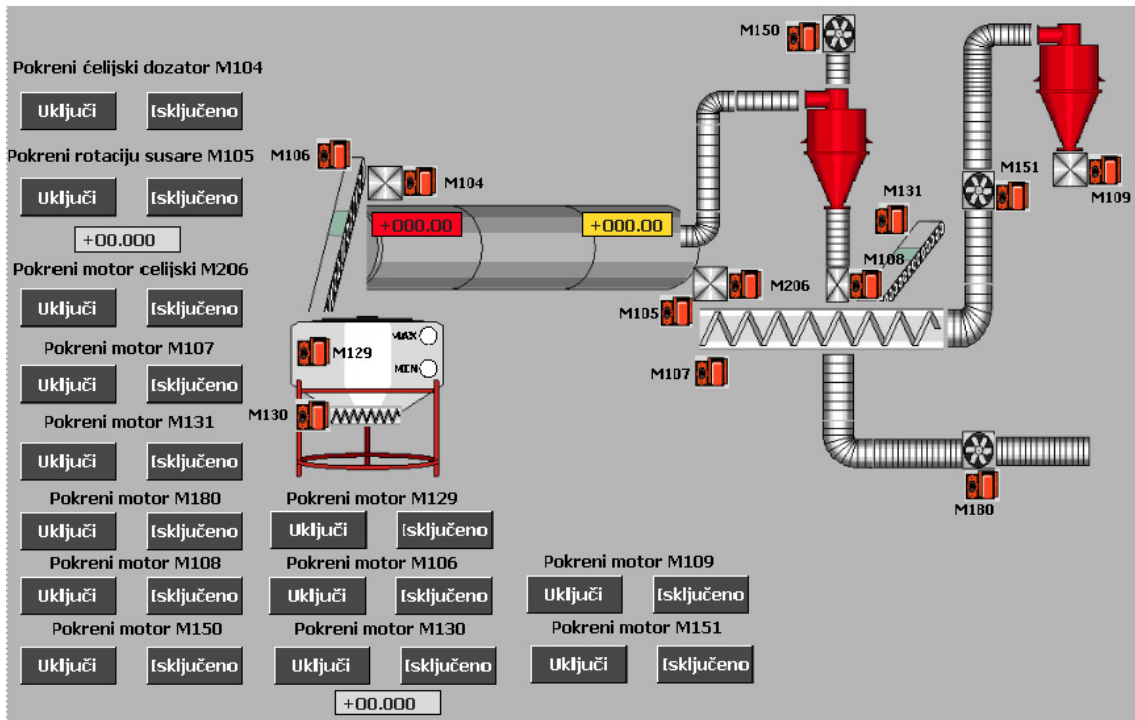 Pokreni ćelijski dozator M104
Uključi
Isključeno
Pokreni rotaciju susare M105
Uključi
Isključeno
+00.000
Pokreni motor celijski M206
Uključi
Isključeno
Pokreni motor M107
Uključi
Isključeno
Pokreni motor M131
Uključi
Isključeno
Pokreni motor M180
Uključi
Isključeno
Pokreni motor M108
Uključi
Isključeno
Pokreni motor M150
Uključi
Isključeno
Pokreni motor M129
Uključi
Isključeno
Pokreni motor M106
Uključi
Isključeno
Pokreni motor M130
Uključi
Isključeno
+00.000
Pokreni motor M109
Uključi
Isključeno
Pokreni motor M151
Uključi
Isključeno
M106
M104
+000.00
+000.00
M129
MAX
MIN
M130
M150
M131
M108
M206
M105
M107
M151
M109
M180